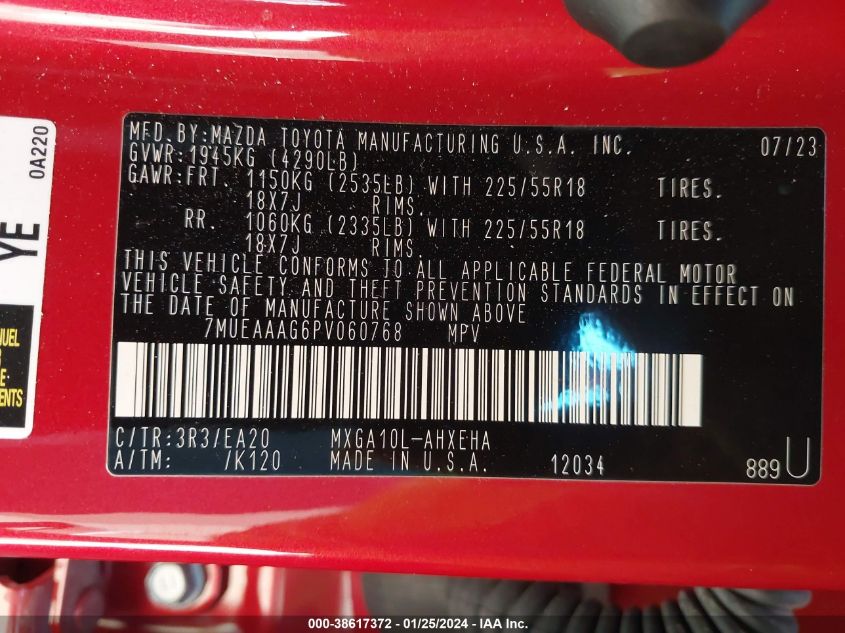 MFD. BY:MAZDA TOYOTA MANUFACTURING U.S.A. INC. 07/23
GVWR:1945KG (4290LB)
GAWR:FRT. 1150KG (2535LB) WITH 225/55R18 TIRES.
18X7J RIMS.
RR. 1060KG (2335LB) WITH 225/55R18 TIRES.
18X7J RIMS.
THIS VEHICLE CONFORMS TO ALL APPLICABLE FEDERAL MOTOR
VEHICLE SAFETY AND THEFT PREVENTION STANDARDS IN EFFECT ON
THE DATE OF MANUFACTURE SHOWN ABOVE
7MUEAAAG6PV060768 MPV
C/TR:3R3/EA20 MXGA10L-AHXEHA
A/TM: /K120 MADE IN U.S.A. 12034 889U
0A220
YE
000-38617372 - 01/25/2024 - IAA Inc.